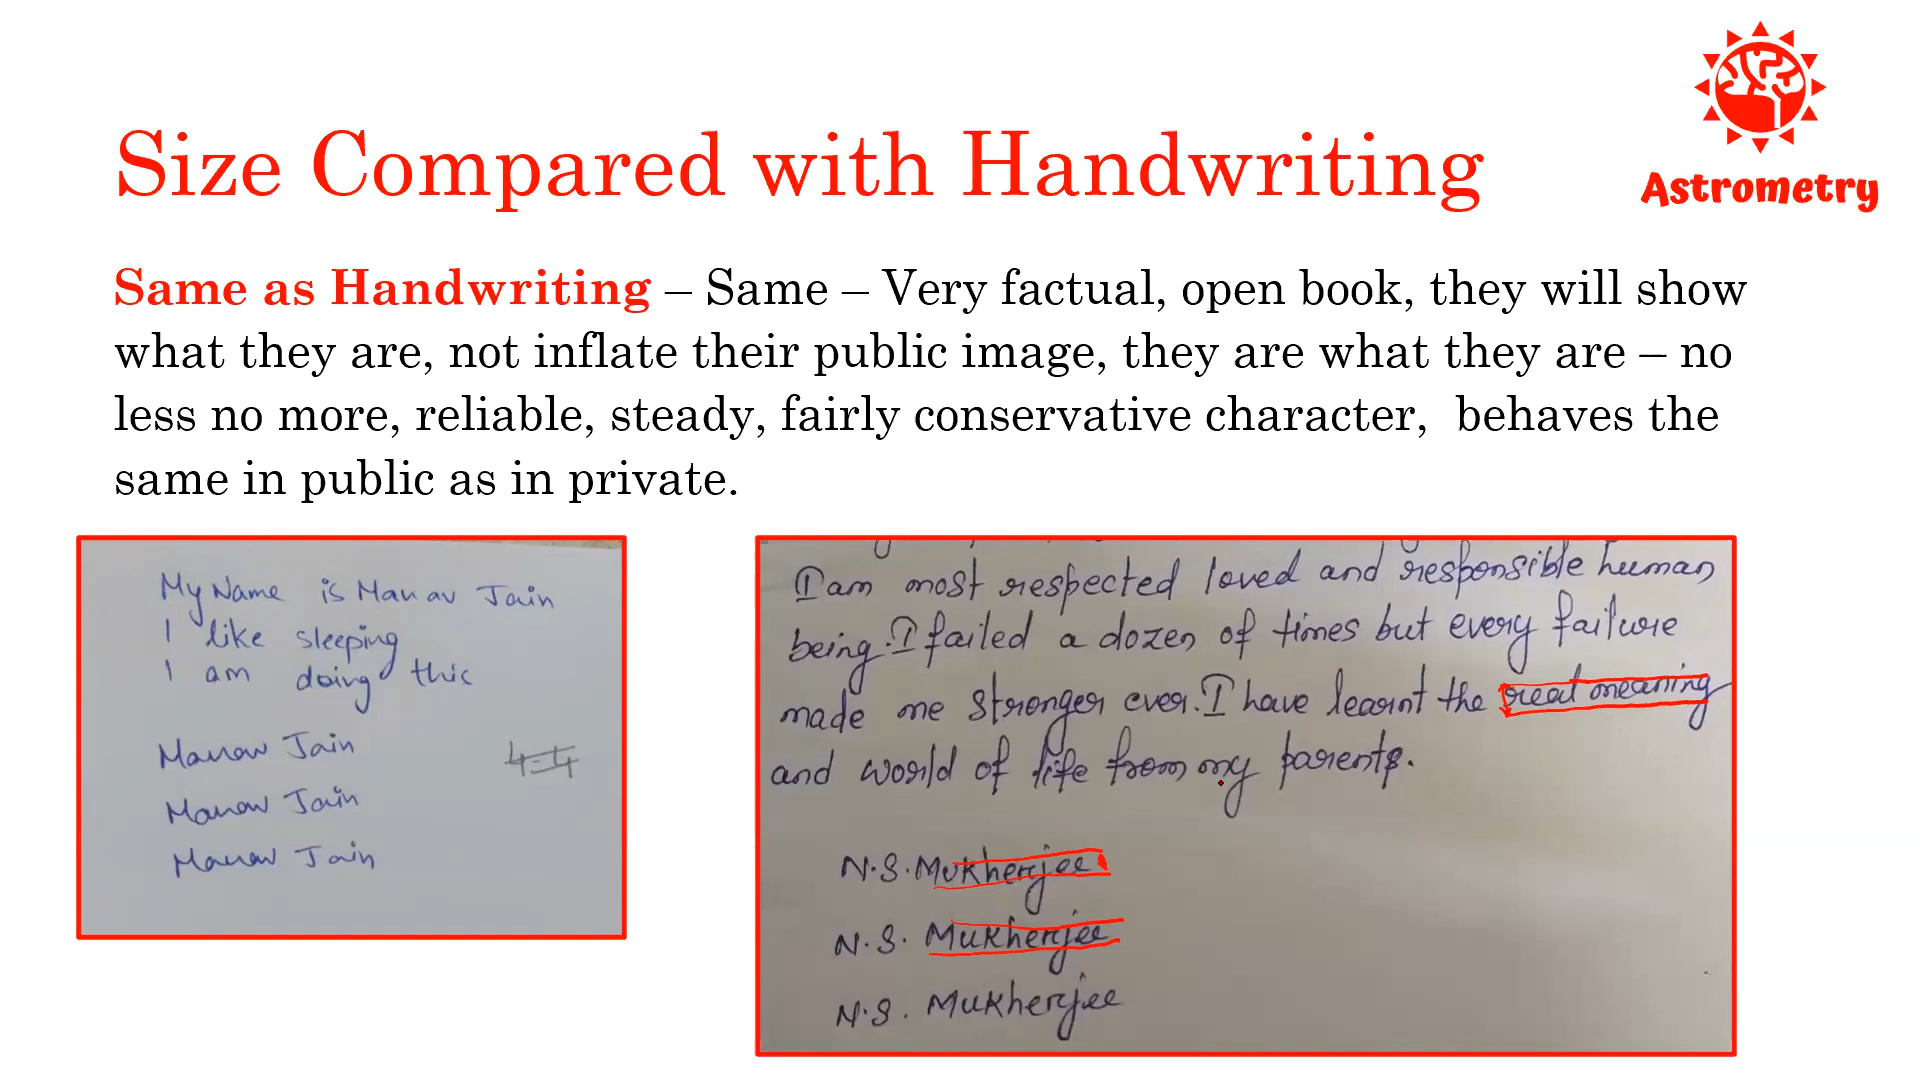 Size Compared with Handwriting
Astrometry
Same as Handwriting – Same – Very factual, open book, they will show
what they are, not inflate their public image, they are what they are – no
less no more, reliable, steady, fairly conservative character, behaves the
same in public as in private.
My Name is Manav Jain
I like sleeping
I am doing this
Manav Jain
Manav Jain
Manav Jain
I am most respected loved and responsible human
being. I failed a dozen of times but every failure
made me stronger ever. I have learnt the real meaning
and world of life from my parents.
N.S. Mukherjee
N.S. Mukherjee
N.S. Mukherjee